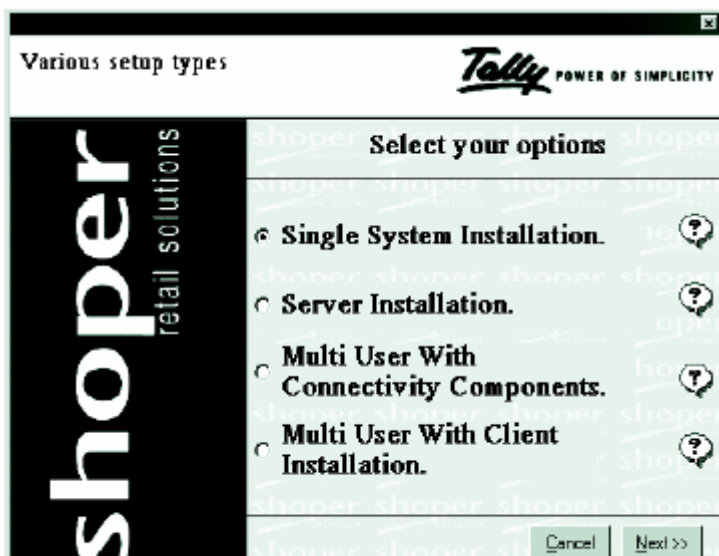 Various setup types
Tally POWER OF SIMPLICITY
shoper
retail solutions
Select your options
Single System Installation.
Server Installation.
Multi User With
Connectivity Components.
Multi User With Client
Installation.
Cancel
Next >>